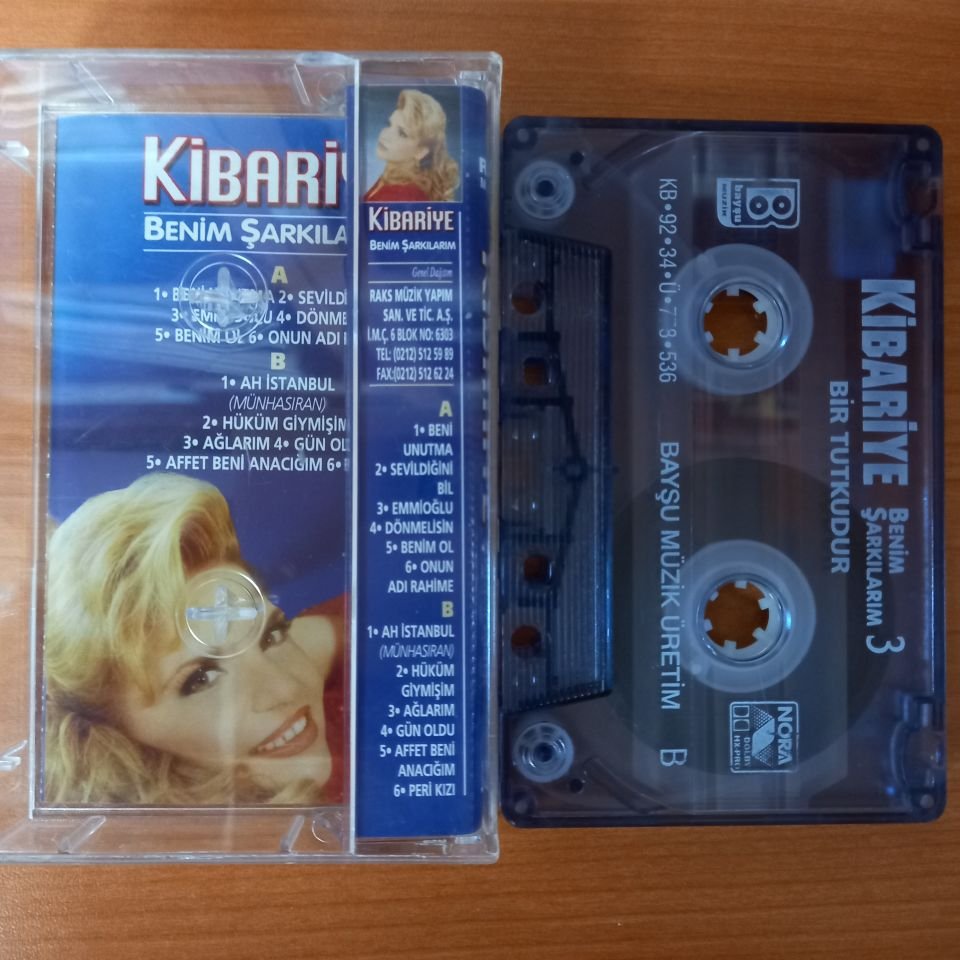 KİBARİY
BENİM ŞARKILA
A
2• SEVİLDİ
4• DÖNME
5• BENİM OL 6• ONUN ADI
B
1• AH İSTANBUL
(MÜNHASIRAN)
2• HÜKÜM GİYMİŞİM
3• AĞLARIM 4• GÜN OL
5• AFFET BENİ ANACIĞIM 6•
KİBARİYE
BENİM ŞARKILARIM
Genel Dağıtım
RAKS MÜZİK YAPIM
SAN. VE TİC. A.Ş.
İ.M.Ç. 6 BLOK NO: 6303
TEL: (0212) 512 59 89
FAX:(0212) 512 62 24
A
1• BENİ
UNUTMA
2• SEVİLDİĞİNİ
BİL
3• EMMİOĞLU
4• DÖNMELİSİN
5• BENİM OL
6• ONUN
ADI RAHİME
B
1• AH İSTANBUL
(MÜNHASIRAN)
2• HÜKÜM
GİYMİŞİM
3• AĞLARIM
4• GÜN OLDU
5• AFFET BENİ
ANACIĞIM
6• PERİ KIZI
KİBARİYE BENİM
ŞARKILARIM 3
BİR TUTKUDUR
B bayşu
MÜZİK
NORA
DOLBY
HX-PRO
KB•92•34•Ü•7 8•536 BAYŞU MÜZİK ÜRETİM B